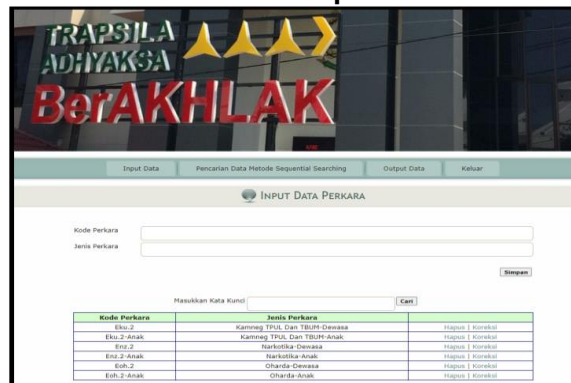 TRAPSILA
ADHYAKSA
BerAKHLAK
Input Data Pencarian Data Metode Sequential Searching Output Data Keluar
INPUT DATA PERKARA
Kode Perkara
Jenis Perkara
Simpan
Masukkan Kata Kunci Cari
Kode Perkara Jenis Perkara
Eku.2 Kamneg TPUL Dan TBUM-Dewasa Hapus | Koreksi
Eku.2-Anak Kamneg TPUL Dan TBUM-Anak Hapus | Koreksi
Enz.2 Narkotika-Dewasa Hapus | Koreksi
Enz.2-Anak Narkotika-Anak Hapus | Koreksi
Eoh.2 Oharda-Dewasa Hapus | Koreksi
Eoh.2-Anak Oharda-Anak Hapus | Koreksi